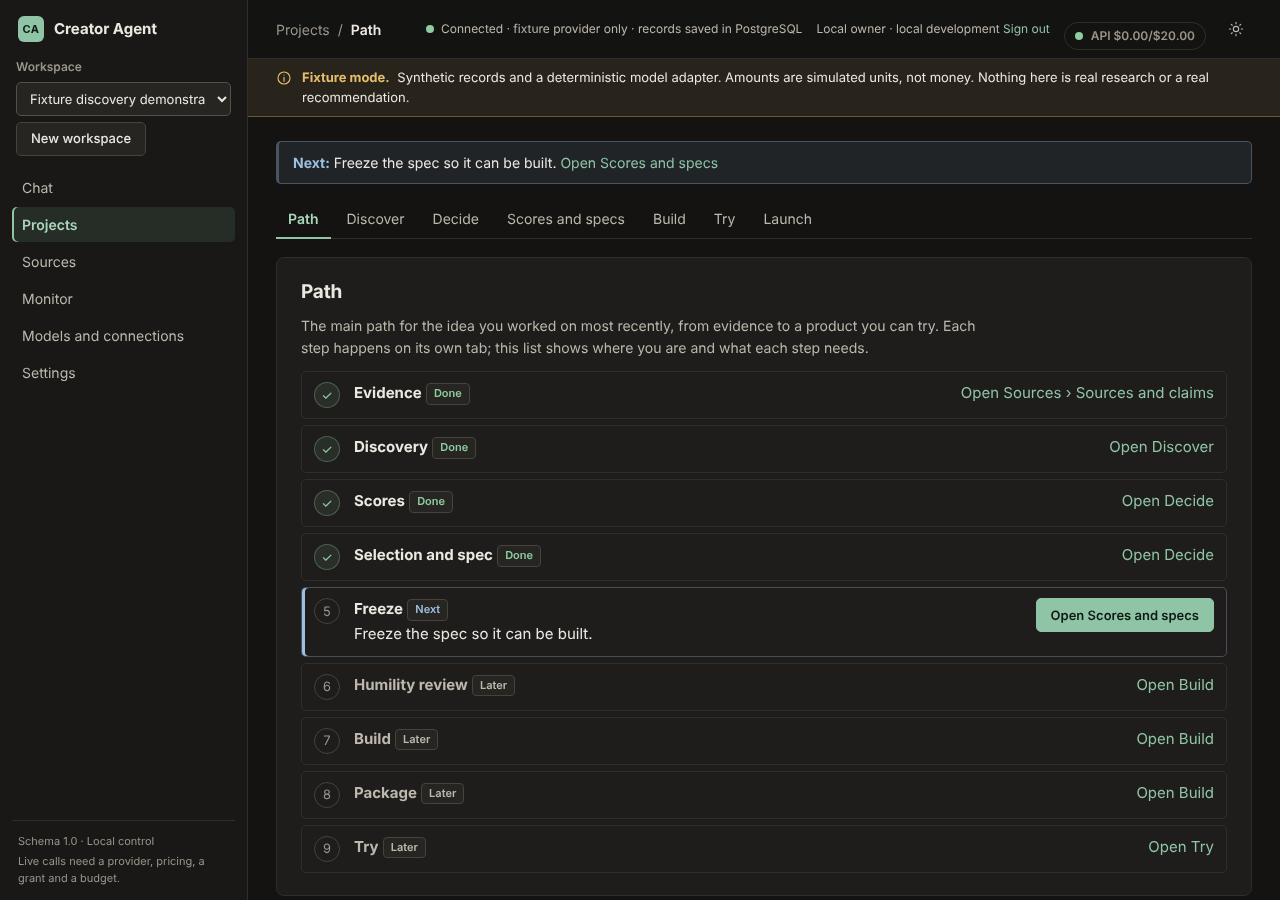 CA Creator Agent
Workspace
Fixture discovery demonstra
New workspace
Chat
Projects
Sources
Monitor
Models and connections
Settings
Schema 1.0 · Local control
Live calls need a provider, pricing, a
grant and a budget.
Projects / Path
Connected · fixture provider only · records saved in PostgreSQL
Local owner · local development Sign out
API $0.00/$20.00
Fixture mode. Synthetic records and a deterministic model adapter. Amounts are simulated units, not money. Nothing here is real research or a real
recommendation.
Next: Freeze the spec so it can be built. Open Scores and specs
Path Discover Decide Scores and specs Build Try Launch
Path
The main path for the idea you worked on most recently, from evidence to a product you can try. Each
step happens on its own tab; this list shows where you are and what each step needs.
Evidence Done Open Sources › Sources and claims
Discovery Done Open Discover
Scores Done Open Decide
Selection and spec Done Open Decide
5 Freeze Next Open Scores and specs
Freeze the spec so it can be built.
6 Humility review Later Open Build
7 Build Later Open Build
8 Package Later Open Build
9 Try Later Open Try